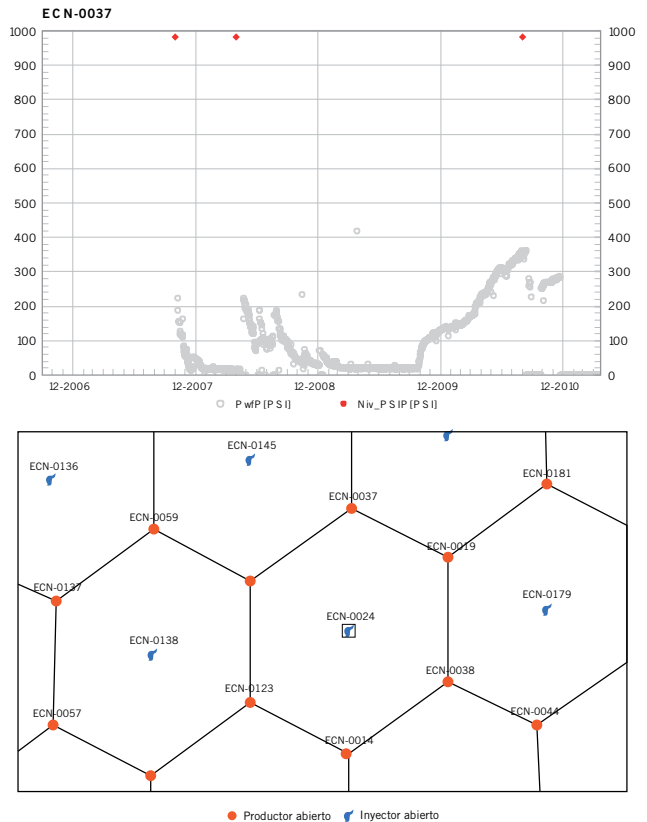 ECN-0037
1000 1000
900 900
800 800
700 700
600 600
500 500
400 400
300 300
200 200
100 100
0 0
12-2006 12-2007 12-2008 12-2009 12-2010
PwfP [PSI] Niv_PSIP [PSI]
ECN-0145
ECN-0136
ECN-0181
ECN-0037
ECN-0059
ECN-0019
ECN-0137
ECN-0179
ECN-0024
ECN-0138
ECN-0038
ECN-0123
ECN-0057
ECN-0044
ECN-0014
Productor abierto Inyector abierto